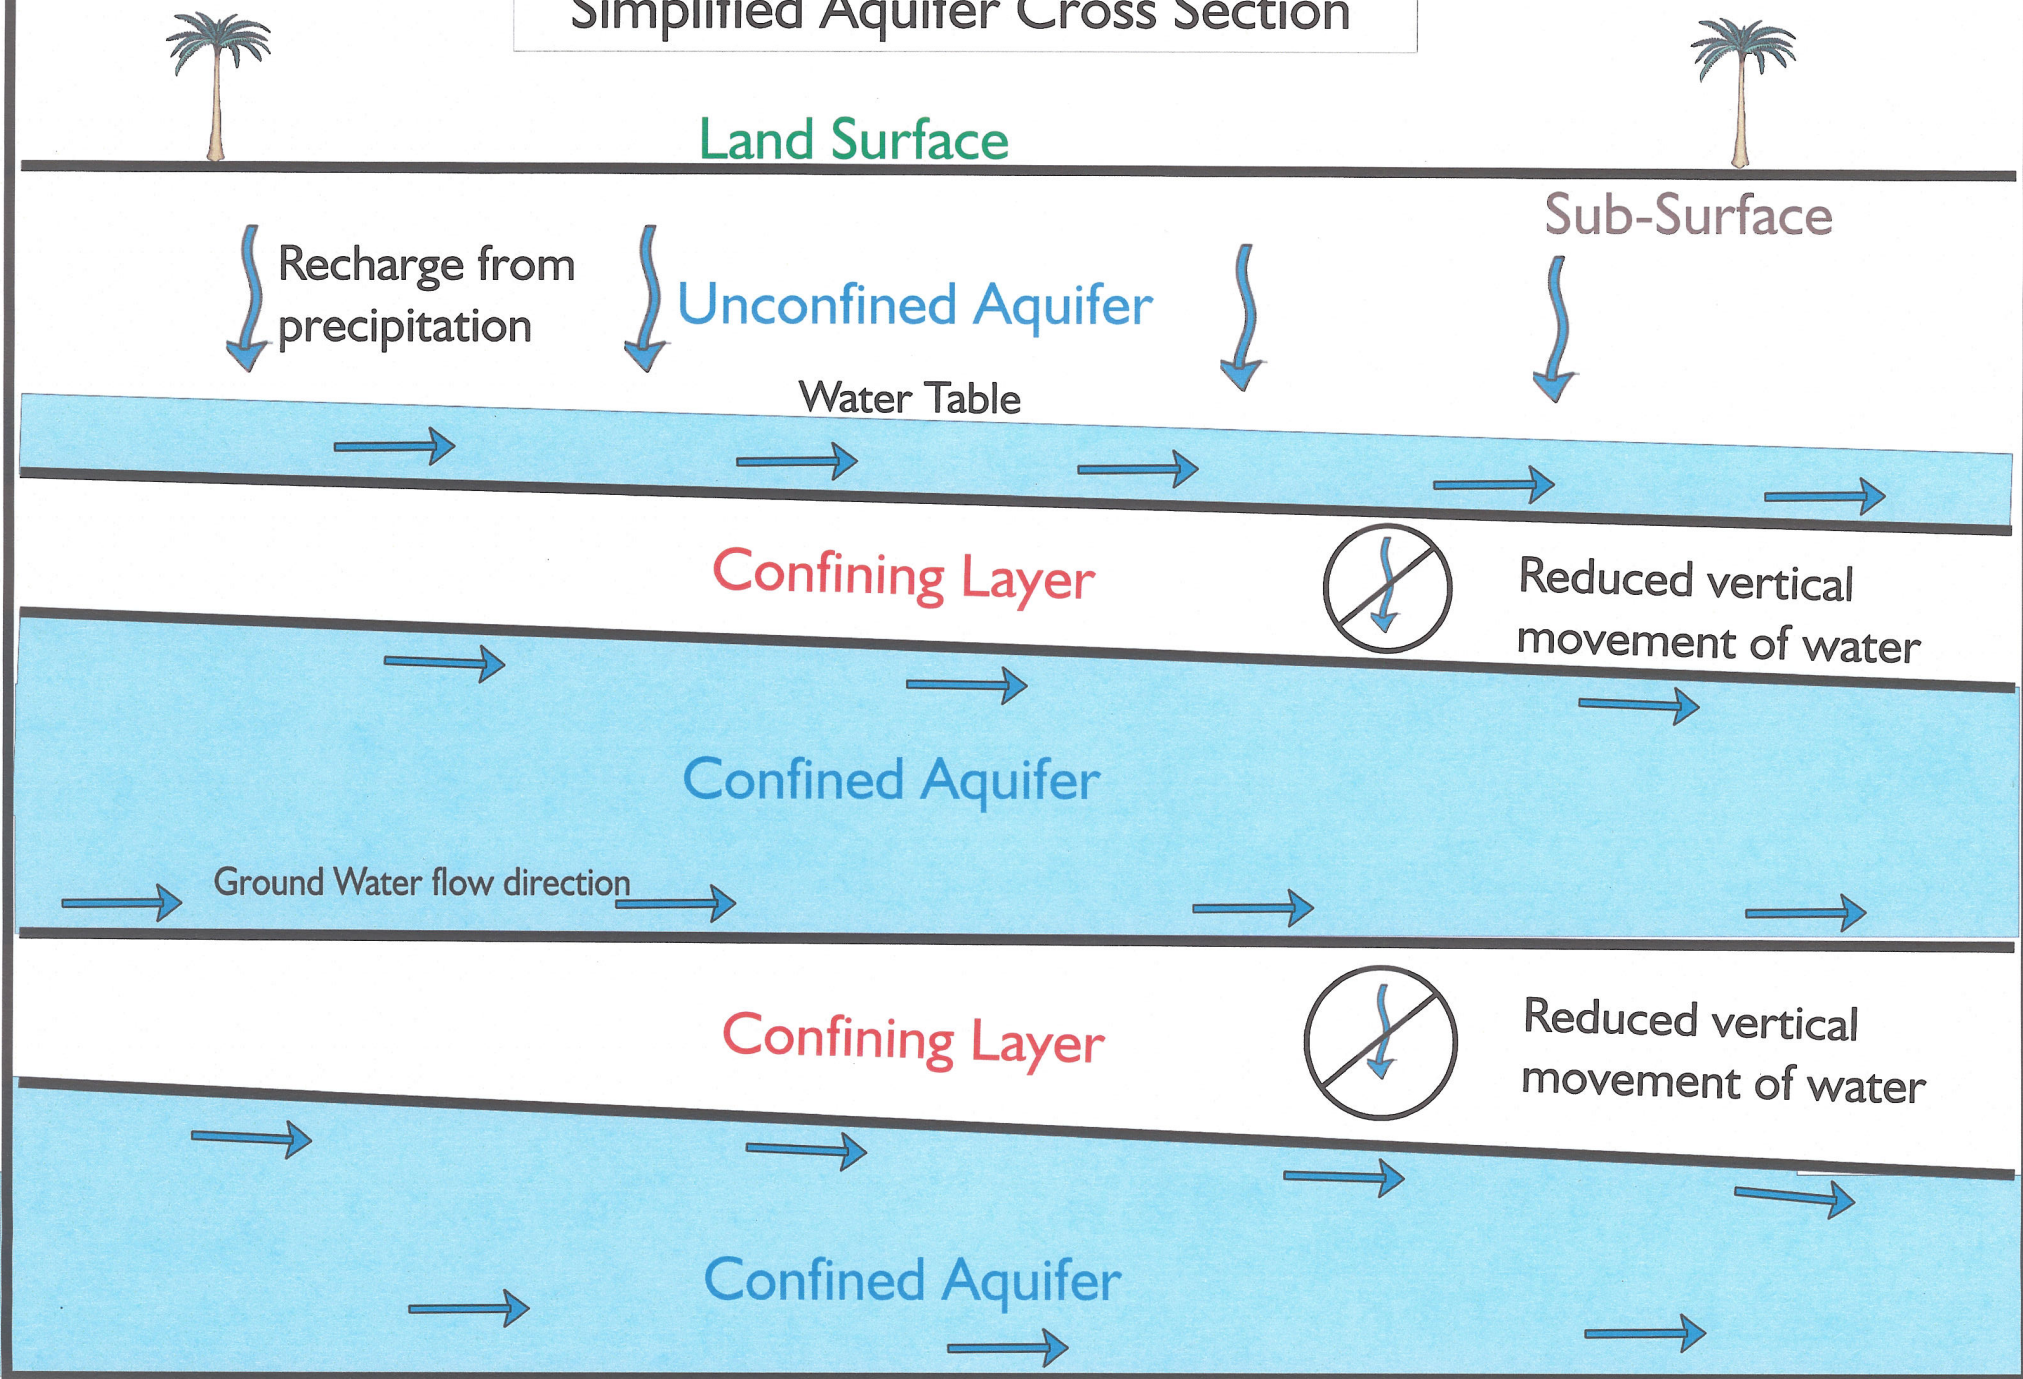 Simplified Aquifer Cross Section
Land Surface
Sub-Surface
Recharge from
precipitation
Unconfined Aquifer
Water Table
Confining Layer
Reduced vertical
movement of water
Confined Aquifer
Ground Water flow direction
Confining Layer
Reduced vertical
movement of water
Confined Aquifer